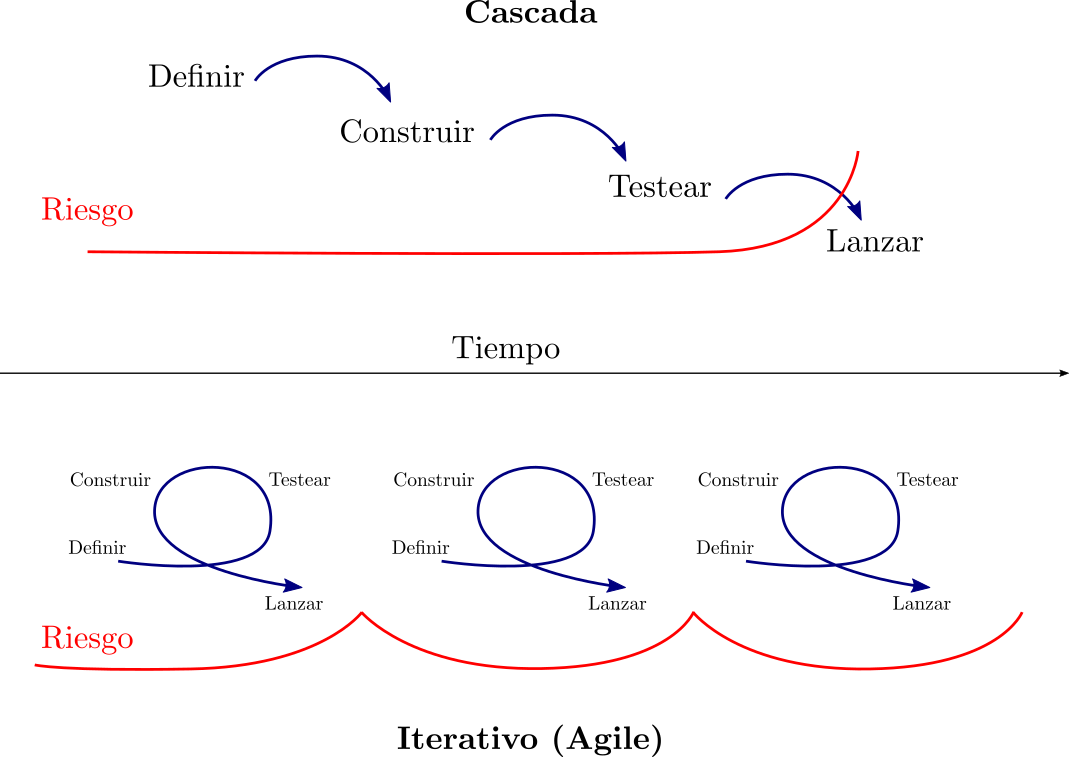 Cascada
Definir
Construir
Testear
Riesgo
Lanzar
Tiempo
Construir
Testear
Construir
Testear
Construir
Testear
Definir
Definir
Definir
Lanzar
Lanzar
Lanzar
Riesgo
Iterativo (Agile)